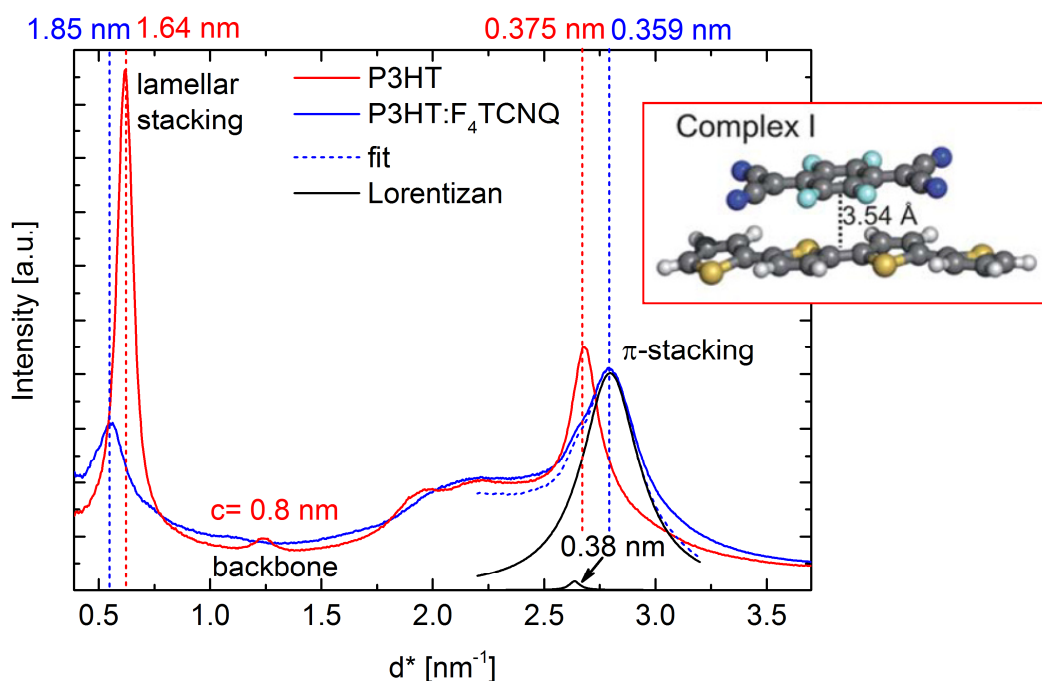 1.85 nm 1.64 nm 0.375 nm 0.359 nm
lamellar
stacking
P3HT
P3HT:F₄TCNQ
fit
Lorentizan
Complex I
3.54 Å
π-stacking
c= 0.8 nm
backbone
0.38 nm
Intensity [a.u.]
0.5 1.0 1.5 2.0 2.5 3.0 3.5
d* [nm⁻¹]